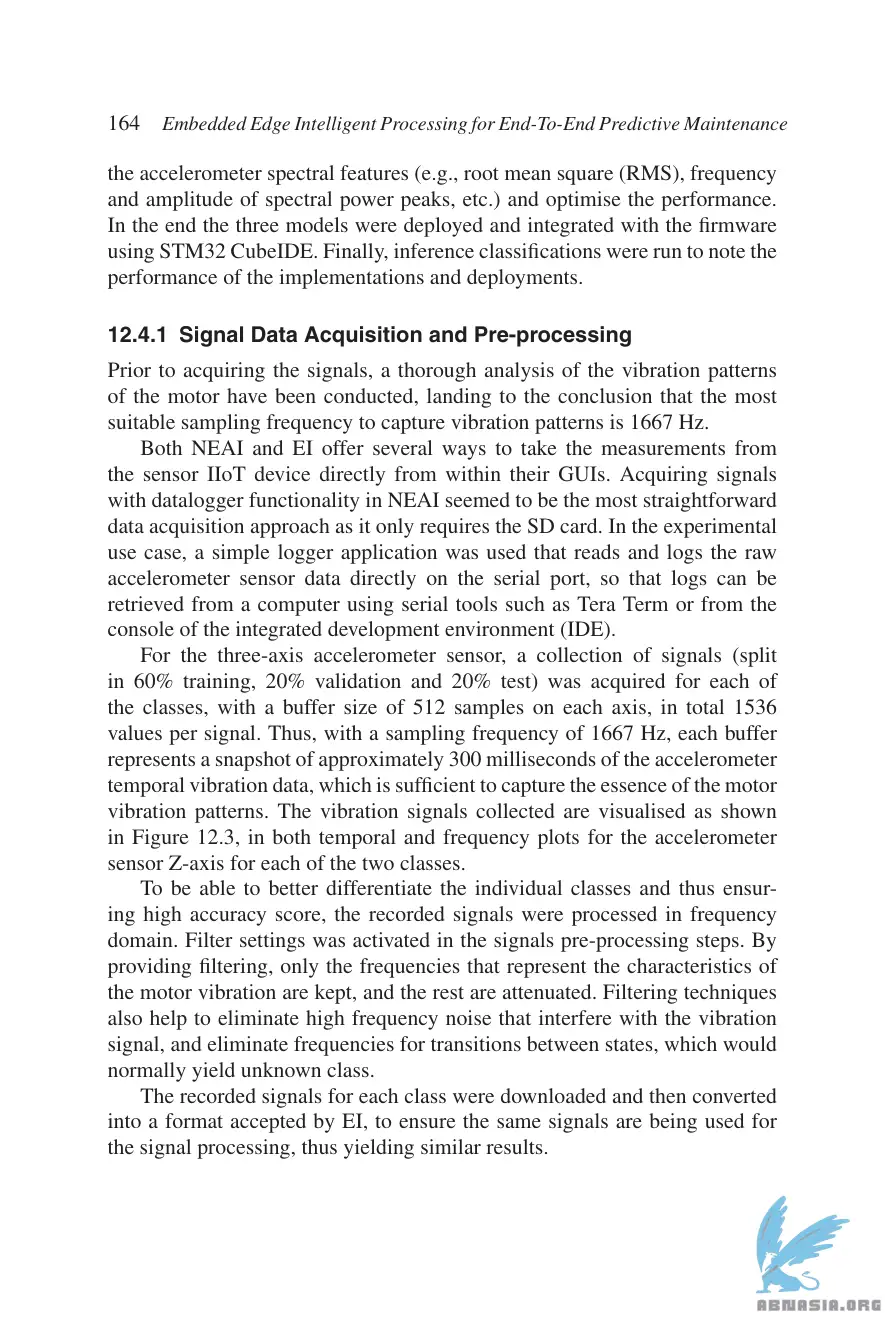 164 Embedded Edge Intelligent Processing for End-To-End Predictive Maintenance
the accelerometer spectral features (e.g., root mean square (RMS), frequency
and amplitude of spectral power peaks, etc.) and optimise the performance.
In the end the three models were deployed and integrated with the firmware
using STM32 CubeIDE. Finally, inference classifications were run to note the
performance of the implementations and deployments.
12.4.1 Signal Data Acquisition and Pre-processing
Prior to acquiring the signals, a thorough analysis of the vibration patterns
of the motor have been conducted, landing to the conclusion that the most
suitable sampling frequency to capture vibration patterns is 1667 Hz.
Both NEAI and EI offer several ways to take the measurements from
the sensor IIoT device directly from within their GUIs. Acquiring signals
with datalogger functionality in NEAI seemed to be the most straightforward
data acquisition approach as it only requires the SD card. In the experimental
use case, a simple logger application was used that reads and logs the raw
accelerometer sensor data directly on the serial port, so that logs can be
retrieved from a computer using serial tools such as Tera Term or from the
console of the integrated development environment (IDE).
For the three-axis accelerometer sensor, a collection of signals (split
in 60% training, 20% validation and 20% test) was acquired for each of
the classes, with a buffer size of 512 samples on each axis, in total 1536
values per signal. Thus, with a sampling frequency of 1667 Hz, each buffer
represents a snapshot of approximately 300 milliseconds of the accelerometer
temporal vibration data, which is sufficient to capture the essence of the motor
vibration patterns. The vibration signals collected are visualised as shown
in Figure 12.3, in both temporal and frequency plots for the accelerometer
sensor Z-axis for each of the two classes.
To be able to better differentiate the individual classes and thus ensur-
ing high accuracy score, the recorded signals were processed in frequency
domain. Filter settings was activated in the signals pre-processing steps. By
providing filtering, only the frequencies that represent the characteristics of
the motor vibration are kept, and the rest are attenuated. Filtering techniques
also help to eliminate high frequency noise that interfere with the vibration
signal, and eliminate frequencies for transitions between states, which would
normally yield unknown class.
The recorded signals for each class were downloaded and then converted
into a format accepted by EI, to ensure the same signals are being used for
the signal processing, thus yielding similar results.
ABNASIA.ORG